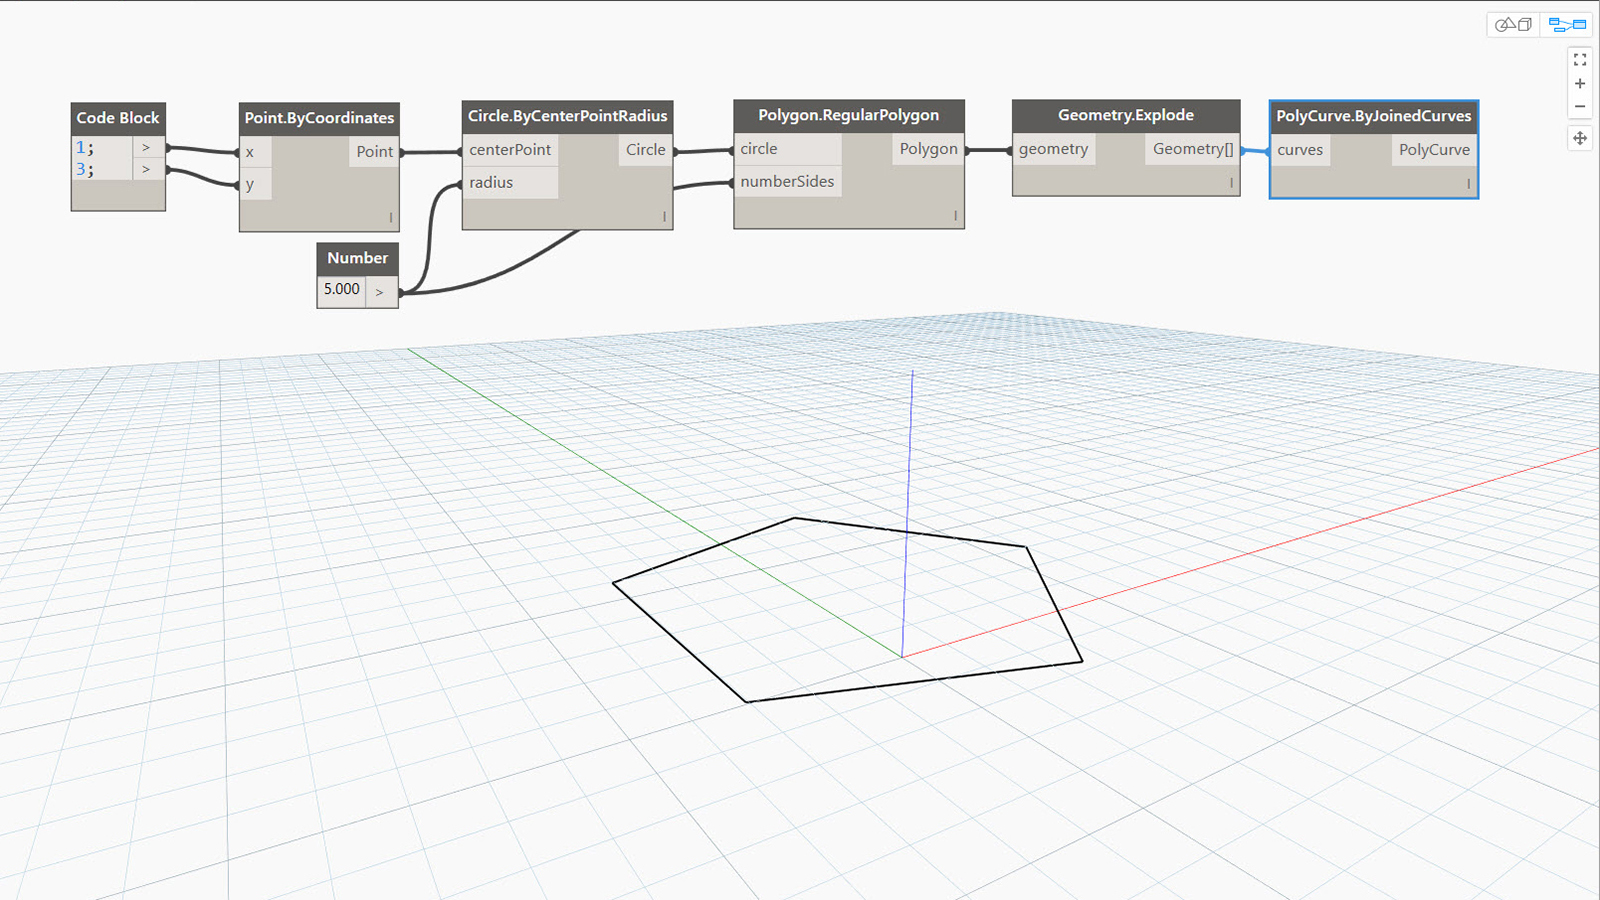 Code Block
1; >
3; >
Point.ByCoordinates
x Point
y
l
Number
5.000 >
Circle.ByCenterPointRadius
centerPoint Circle
radius
l
Polygon.RegularPolygon
circle Polygon
numberSides
l
Geometry.Explode
geometry Geometry[]
l
PolyCurve.ByJoinedCurves
curves PolyCurve
l